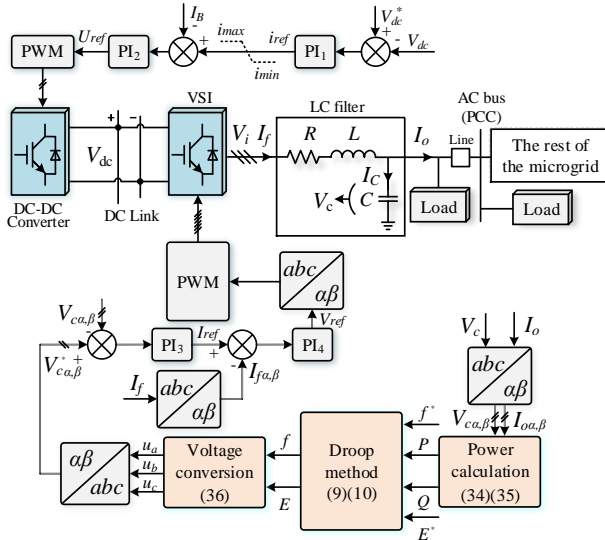 I_B
V_dc^*
PWM
U_ref
PI_2
-
+
i_max
i_min
i_ref
PI_1
+
-
V_dc
DC-DC
Converter
+
-
V_dc
DC Link
VSI
V_i
I_f
LC filter
R
L
I_C
V_c
C
I_o
Line
AC bus
(PCC)
The rest of
the microgrid
Load
Load
PWM
abc
αβ
V_cα,β
-
+
V_cα,β^*
PI_3
I_ref
+
-
PI_4
V_ref
I_f
abc
αβ
I_fα,β
V_c
I_o
abc
αβ
V_cα,β
I_oα,β
αβ
abc
u_a
u_b
u_c
Voltage
conversion
(36)
f
E
Droop
method
(9)(10)
f^*
P
Q
E^*
Power
calculation
(34)(35)